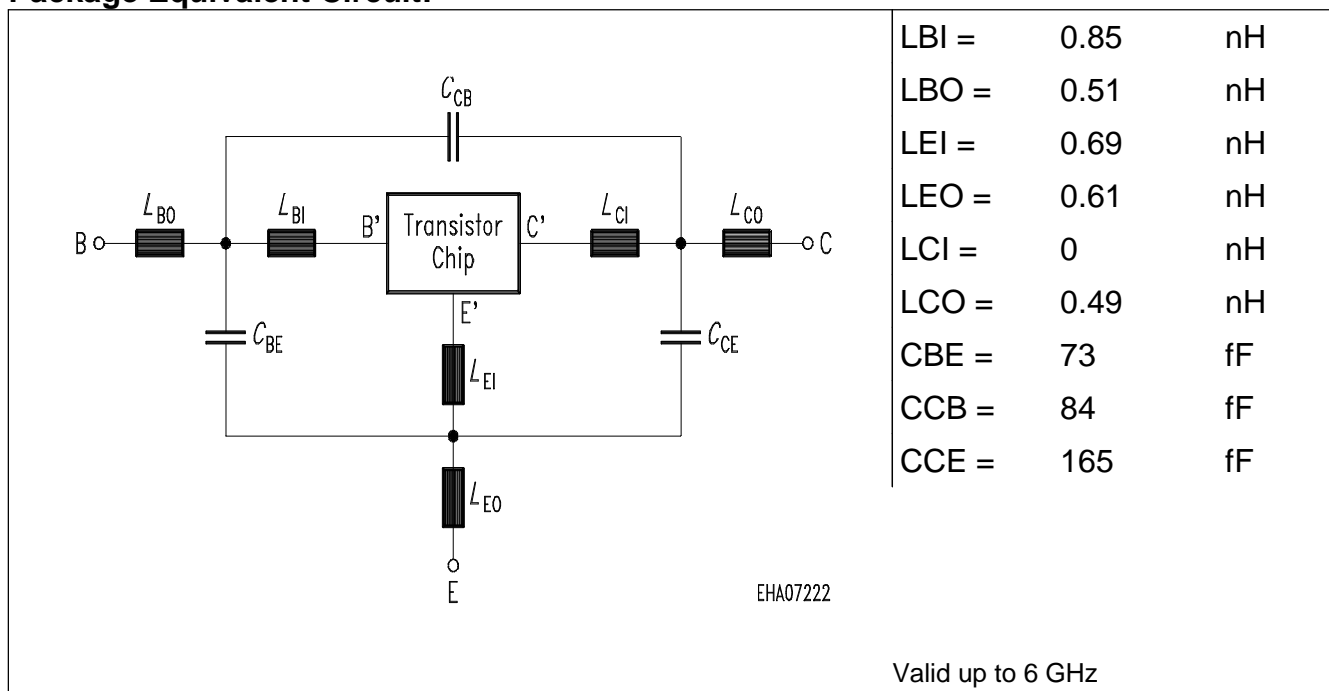 Package Equivalent Circuit:
C_CB
L_BO L_BI B' Transistor Chip C' L_CI L_CO
B C
E'
C_BE C_CE
L_EI
L_EO
E
EHA07222
LBI = 0.85 nH
LBO = 0.51 nH
LEI = 0.69 nH
LEO = 0.61 nH
LCI = 0 nH
LCO = 0.49 nH
CBE = 73 fF
CCB = 84 fF
CCE = 165 fF
Valid up to 6 GHz